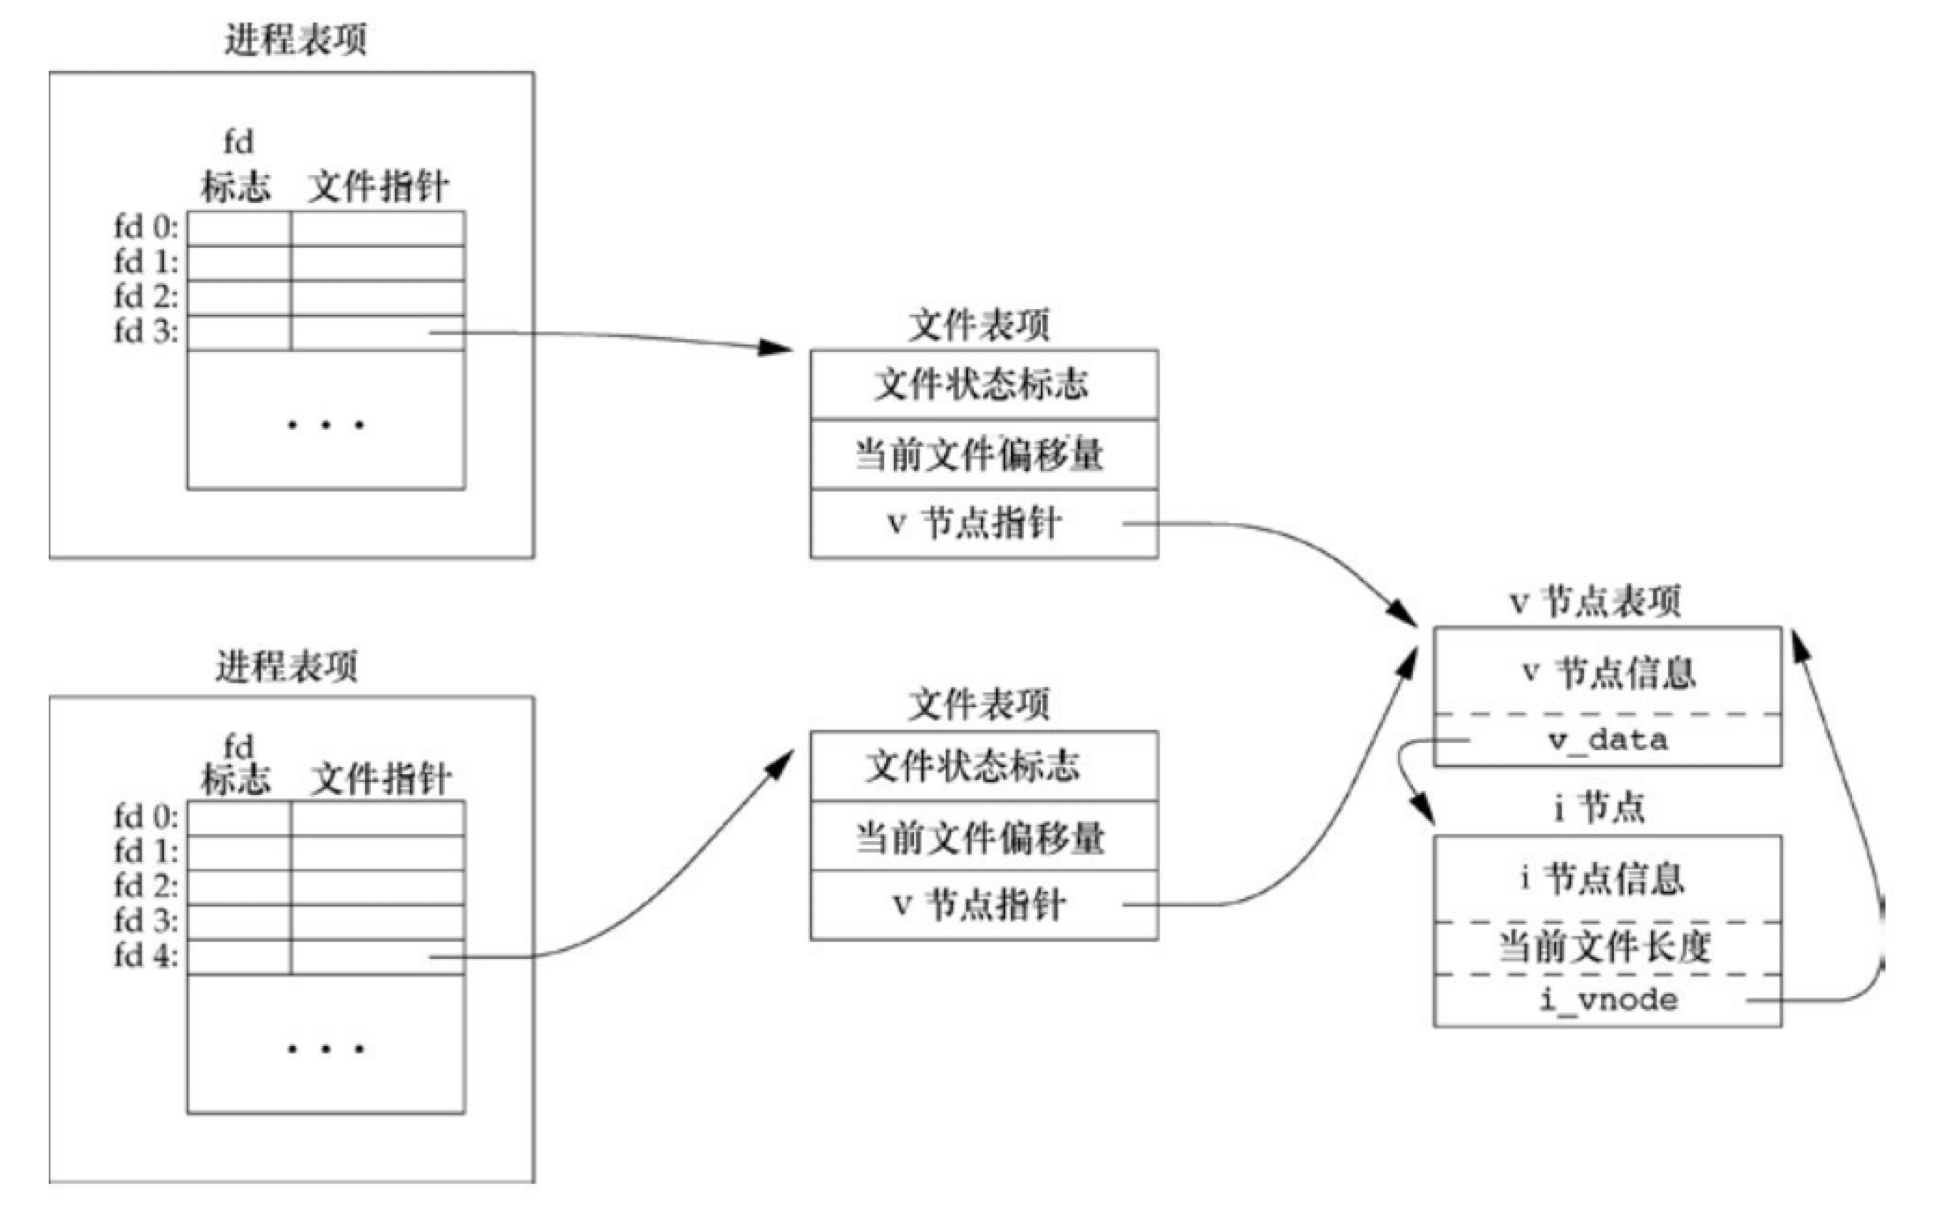 进程表项
fd
标志 文件指针
fd 0:
fd 1:
fd 2:
fd 3:
· · ·
文件表项
文件状态标志
当前文件偏移量
v 节点指针
进程表项
fd
标志 文件指针
fd 0:
fd 1:
fd 2:
fd 3:
fd 4:
· · ·
文件表项
文件状态标志
当前文件偏移量
v 节点指针
v 节点表项
v 节点信息
v_data
i 节点
i 节点信息
当前文件长度
i_vnode